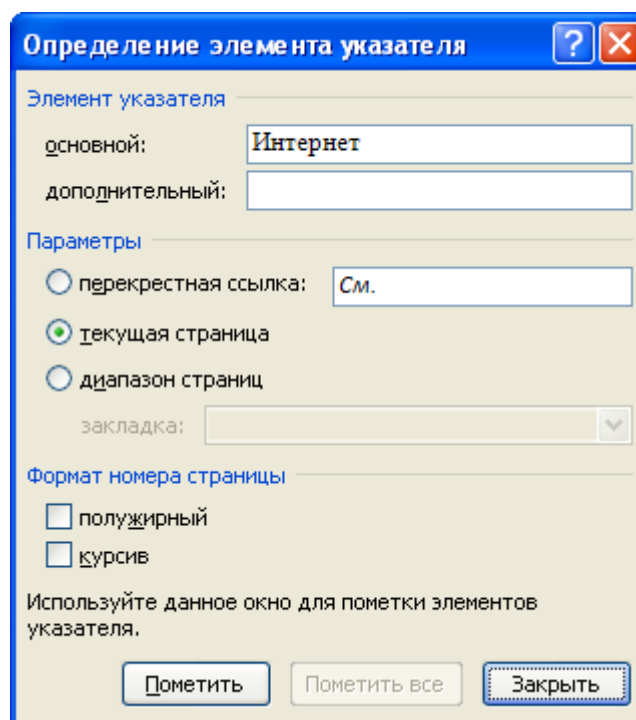 Определение элемента указателя
Элемент указателя
основной: Интернет
дополнительный:
Параметры
перекрестная ссылка: См.
текущая страница
диапазон страниц
закладка:
Формат номера страницы
полужирный
курсив
Используйте данное окно для пометки элементов
указателя.
Пометить Пометить все Закрыть